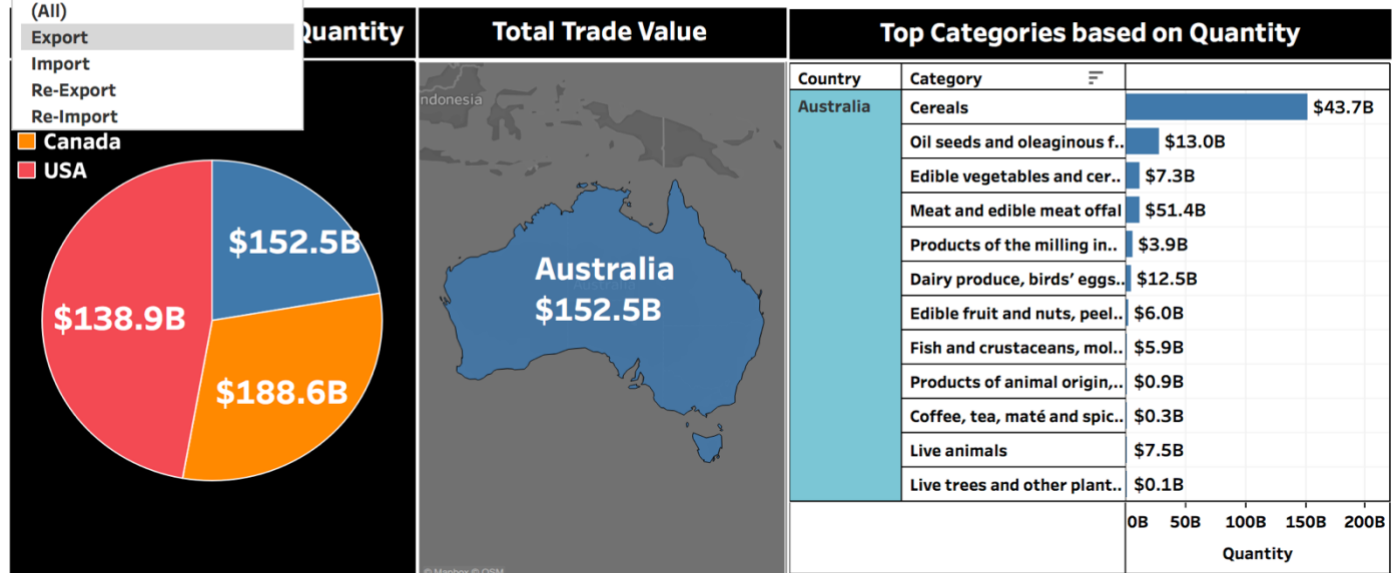 (All)
Export
Import
Re-Export
Re-Import
Quantity
Canada
USA
$152.5B
$138.9B
$188.6B
Total Trade Value
ndonesia
Australia
Australia
$152.5B
© Mapbox © OSM
Top Categories based on Quantity
Country Category
Australia Cereals $43.7B
Oil seeds and oleaginous f.. $13.0B
Edible vegetables and cer.. $7.3B
Meat and edible meat offal $51.4B
Products of the milling in.. $3.9B
Dairy produce, birds’ eggs.. $12.5B
Edible fruit and nuts, peel.. $6.0B
Fish and crustaceans, mol.. $5.9B
Products of animal origin,.. $0.9B
Coffee, tea, maté and spic.. $0.3B
Live animals $7.5B
Live trees and other plant.. $0.1B
0B 50B 100B 150B 200B
Quantity